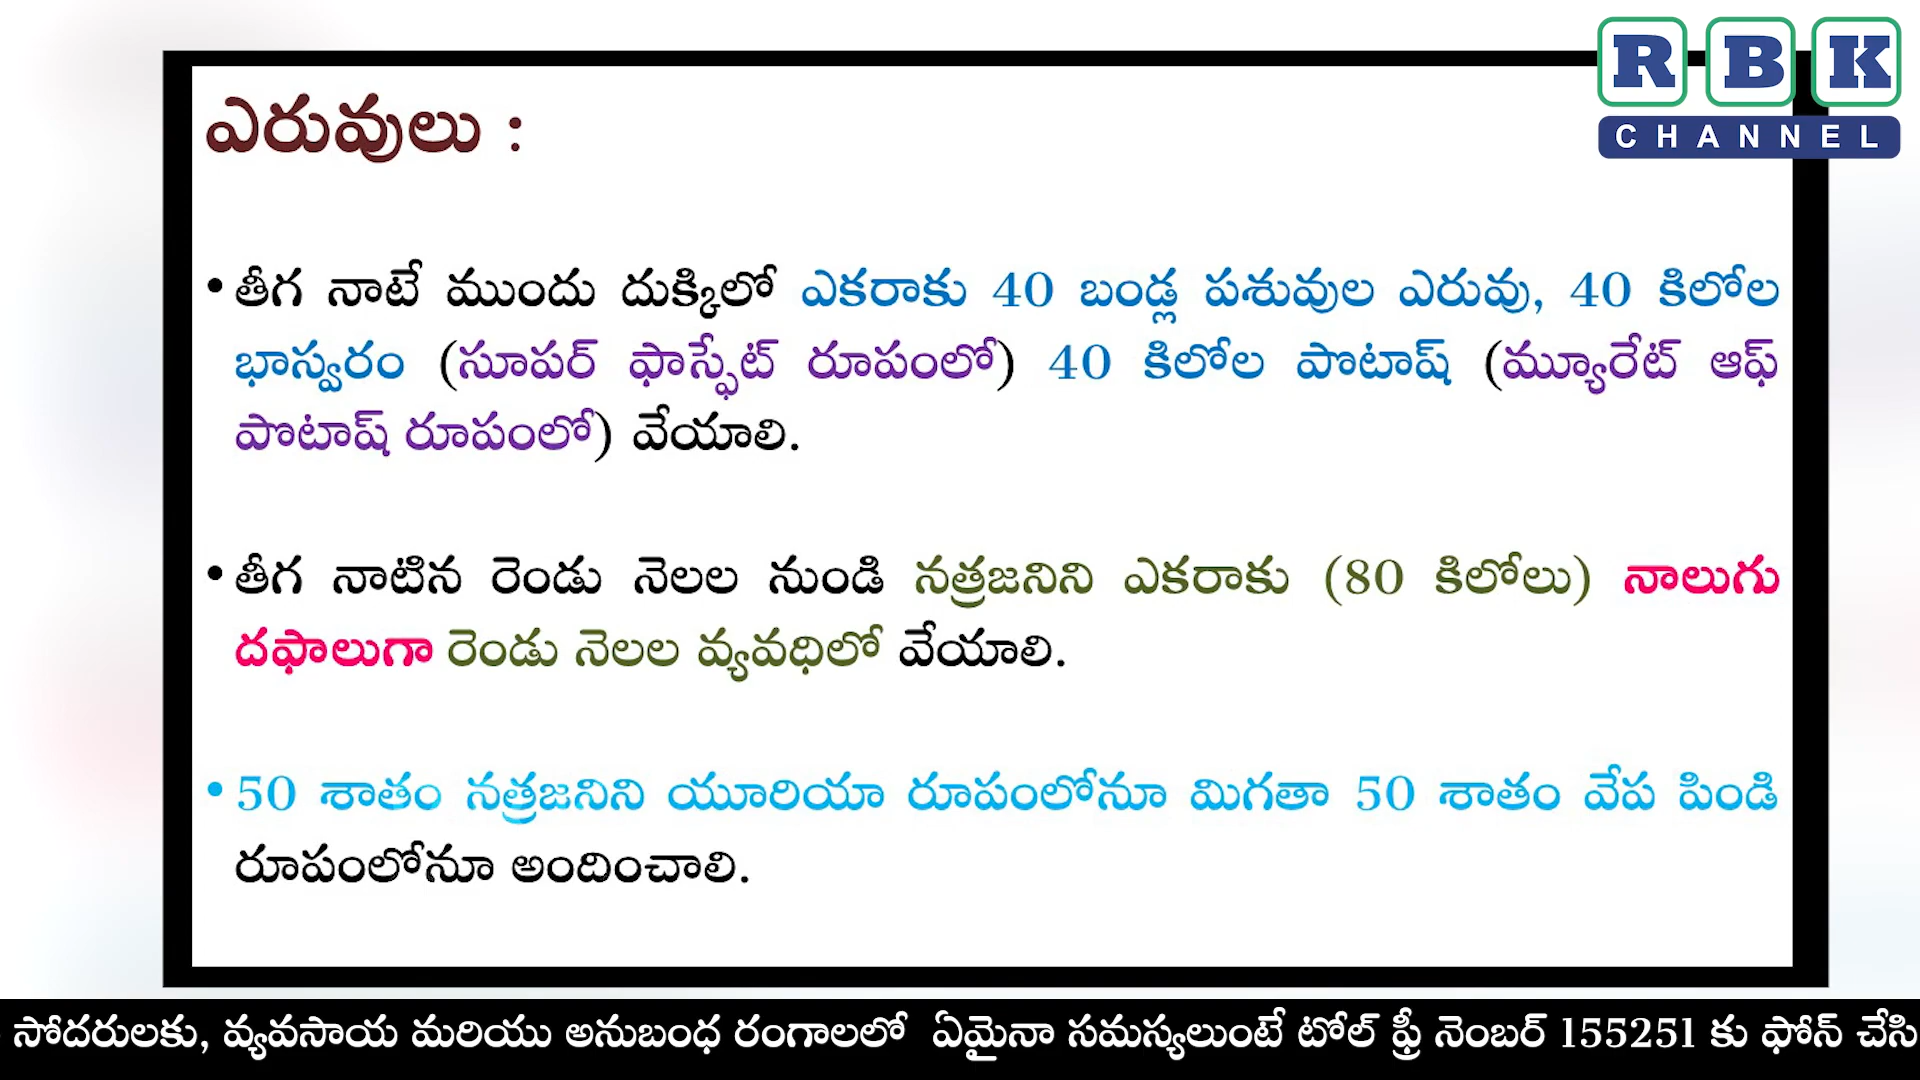 R B K
CHANNEL
ఎరువులు :
• తీగ నాటే ముందు దుక్కిలో ఎకరాకు 40 బండ్ల పశువుల ఎరువు, 40 కిలోల
భాస్వరం (సూపర్ ఫాస్ఫేట్ రూపంలో) 40 కిలోల పొటాష్ (మ్యూరేట్ ఆఫ్
పొటాష్ రూపంలో) వేయాలి.
• తీగ నాటిన రెండు నెలల నుండి నత్రజనిని ఎకరాకు (80 కిలోలు) నాలుగు
దఫాలుగా రెండు నెలల వ్యవధిలో వేయాలి.
• 50 శాతం నత్రజనిని యూరియా రూపంలోనూ మిగతా 50 శాతం వేప పిండి
రూపంలోనూ అందించాలి.
సోదరులకు, వ్యవసాయ మరియు అనుబంధ రంగాలలో ఏమైనా సమస్యలుంటే టోల్ ఫ్రీ నెంబర్ 155251 కు ఫోన్ చేసి